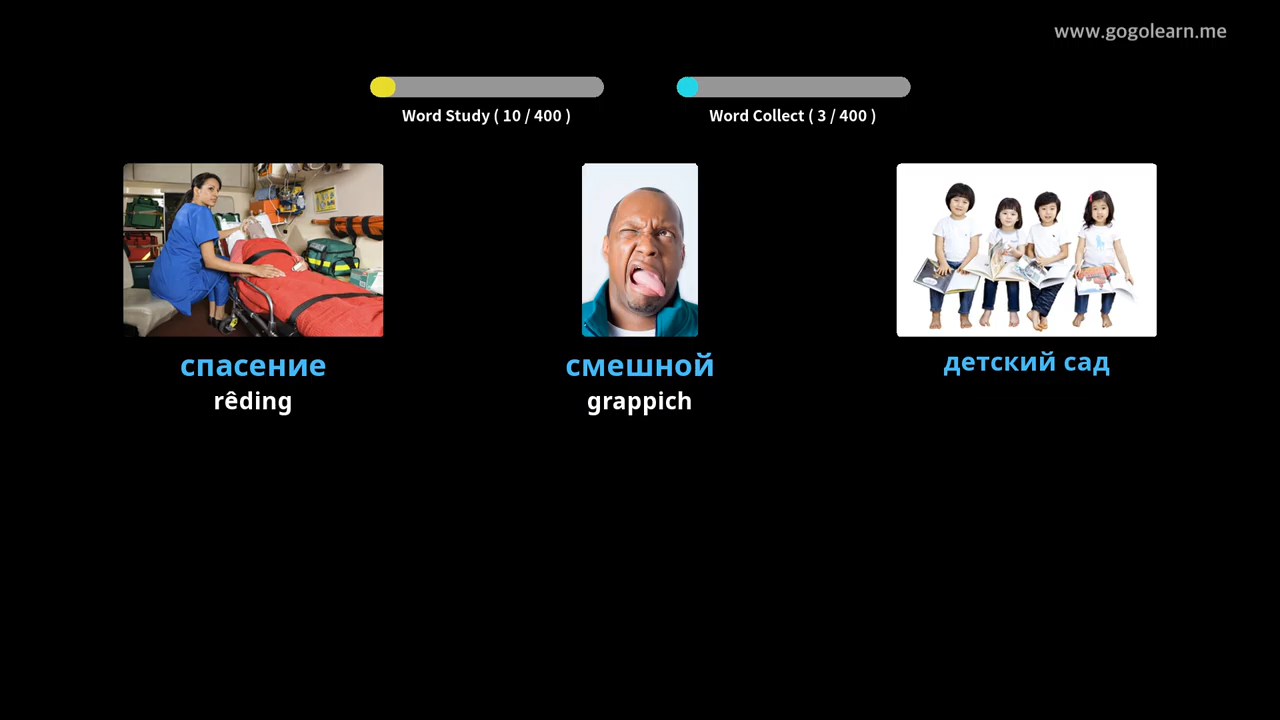 www.gogolearn.me
Word Study ( 10 / 400 )
Word Collect ( 3 / 400 )
спасение
rêding
смешной
grappich
детский сад